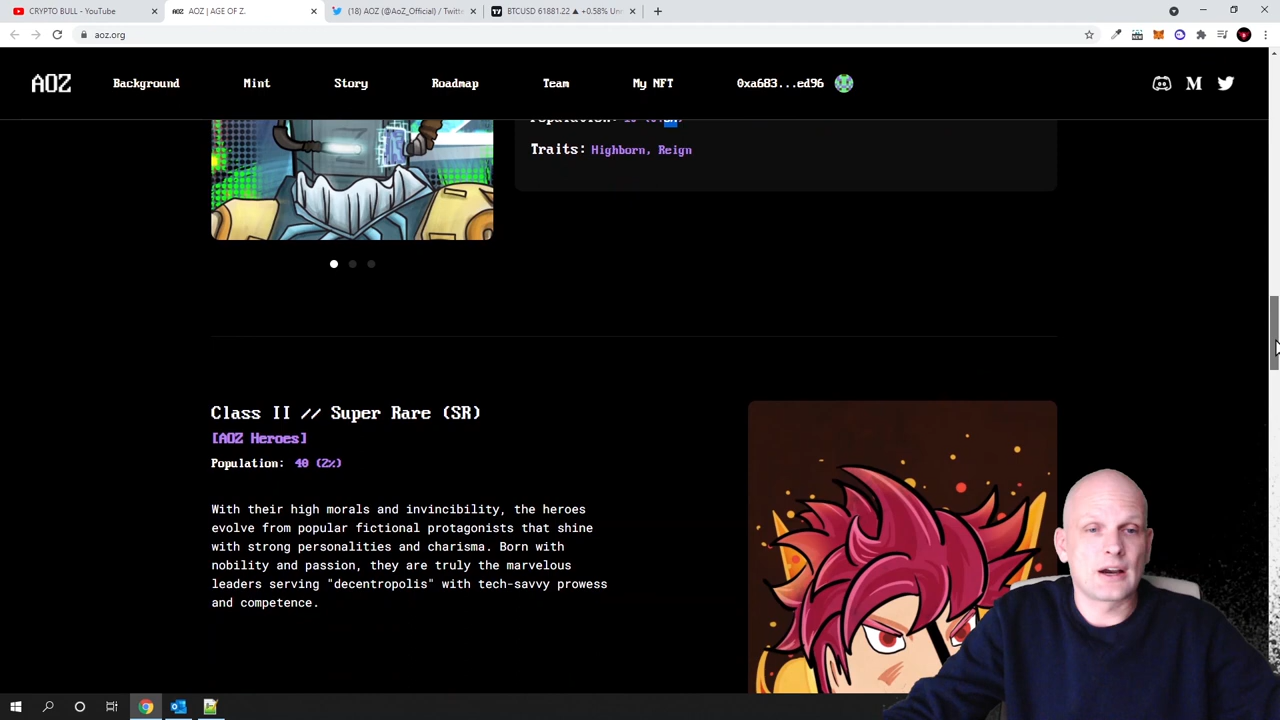 CRYPTO BULL - YouTube
AOZ | AGE OF Z.
(18) AOZ (@AoZ_Official) / Twitte
BTCUSD 61881.22 ▲ +0.58% Un
aoz.org
AOZ
Background
Mint
Story
Roadmap
Team
My NFT
0xa683...ed96
Population:
Traits: Highborn, Reign
Class II // Super Rare (SR)
[AOZ Heroes]
Population: 40 (2%)
With their high morals and invincibility, the heroes
evolve from popular fictional protagonists that shine
with strong personalities and charisma. Born with
nobility and passion, they are truly the marvelous
leaders serving "decentropolis" with tech-savvy prowess
and competence.